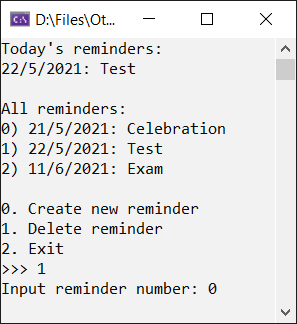 D:\Files\Ot...
Today's reminders:
22/5/2021: Test
All reminders:
0) 21/5/2021: Celebration
1) 22/5/2021: Test
2) 11/6/2021: Exam
0. Create new reminder
1. Delete reminder
2. Exit
>>> 1
Input reminder number: 0